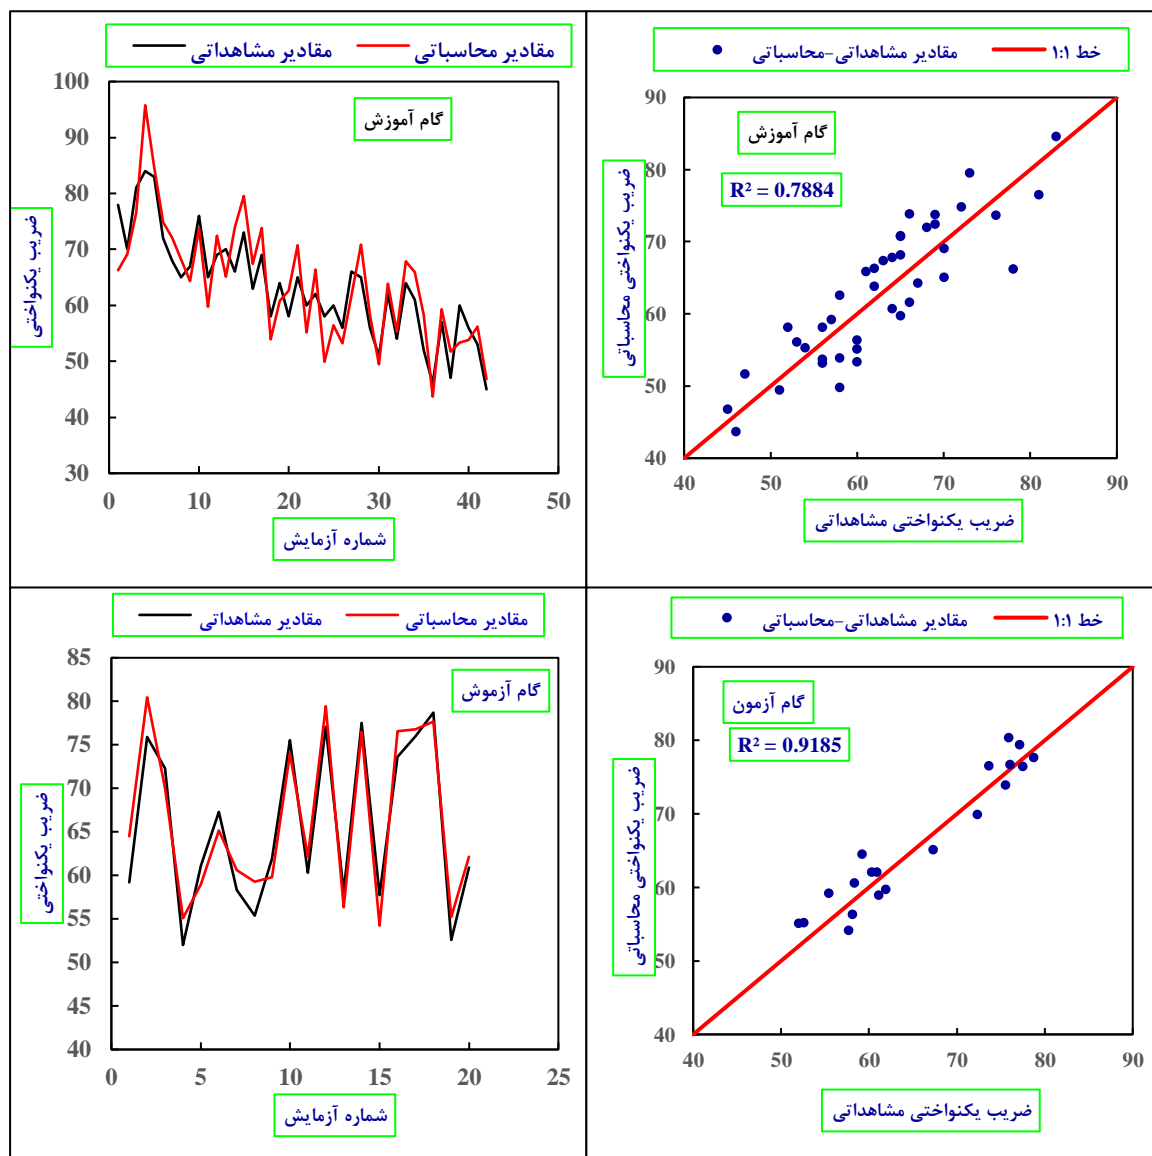 مقادیر مشاهداتی مقادیر محاسباتی
گام آموزش
100
90
80
70
60
50
40
30
ضریب یکنواختی
0 10 20 30 40 50
شماره آزمایش
مقادیر مشاهداتی-محاسباتی خط ۱:۱
گام آموزش
R² = 0.7884
90
80
70
60
50
40
ضریب یکنواختی محاسباتی
40 50 60 70 80 90
ضریب یکنواختی مشاهداتی
مقادیر مشاهداتی مقادیر محاسباتی
گام آزموش
85
80
75
70
65
60
55
50
45
40
ضریب یکنواختی
0 5 10 15 20 25
شماره آزمایش
مقادیر مشاهداتی-محاسباتی خط ۱:۱
گام آزمون
R² = 0.9185
90
80
70
60
50
40
ضریب یکنواختی محاسباتی
40 50 60 70 80 90
ضریب یکنواختی مشاهداتی